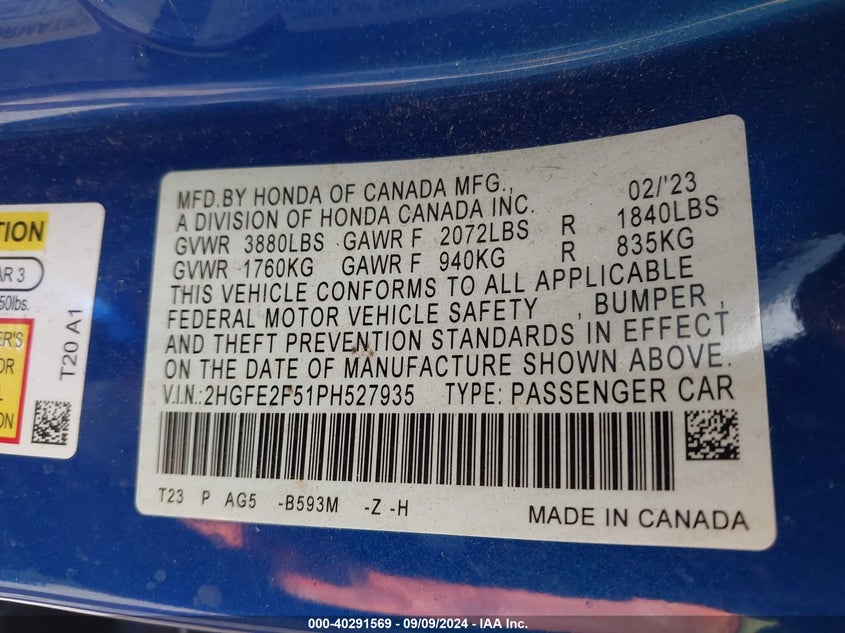 MFD.BY HONDA OF CANADA MFG., 02/'23
A DIVISION OF HONDA CANADA INC.
GVWR 3880LBS GAWR F 2072LBS R 1840LBS
GVWR 1760KG GAWR F 940KG R 835KG
THIS VEHICLE CONFORMS TO ALL APPLICABLE
FEDERAL MOTOR VEHICLE SAFETY , BUMPER ,
AND THEFT PREVENTION STANDARDS IN EFFECT
ON THE DATE OF MANUFACTURE SHOWN ABOVE.
V.I.N.:2HGFE2F51PH527935 TYPE: PASSENGER CAR
T23 P AG5 -B593M -Z -H
MADE IN CANADA
T20 A1
000-40291569 - 09/09/2024 - IAAI.com